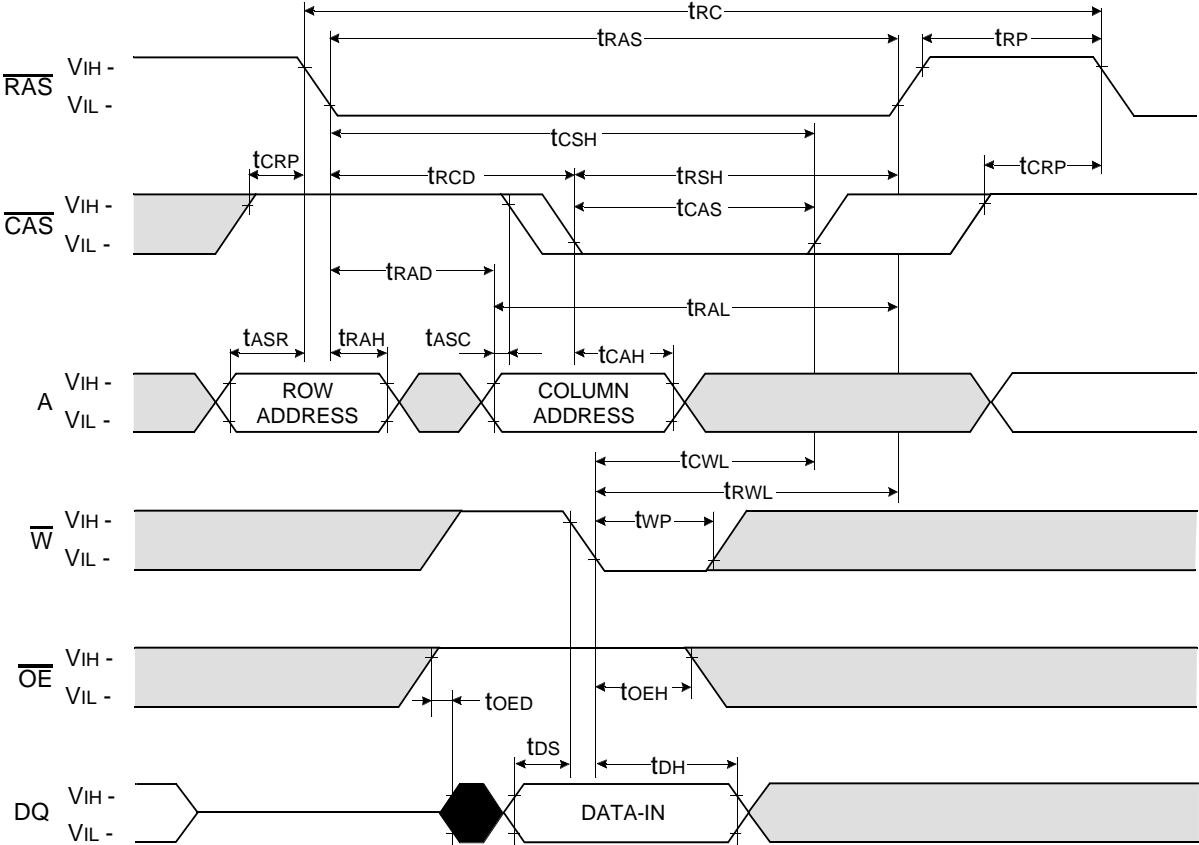 tRC
tRAS
tRP
RAS
VIH -
VIL -
tCSH
tCRP
tRCD
tRSH
tCRP
CAS
VIH -
VIL -
tCAS
tRAD
tRAL
tASR
tRAH
tASC
tCAH
A
VIH -
VIL -
ROW
ADDRESS
COLUMN
ADDRESS
tCWL
tRWL
W
VIH -
VIL -
tWP
OE
VIH -
VIL -
tOED
tOEH
tDS
tDH
DQ
VIH -
VIL -
DATA-IN